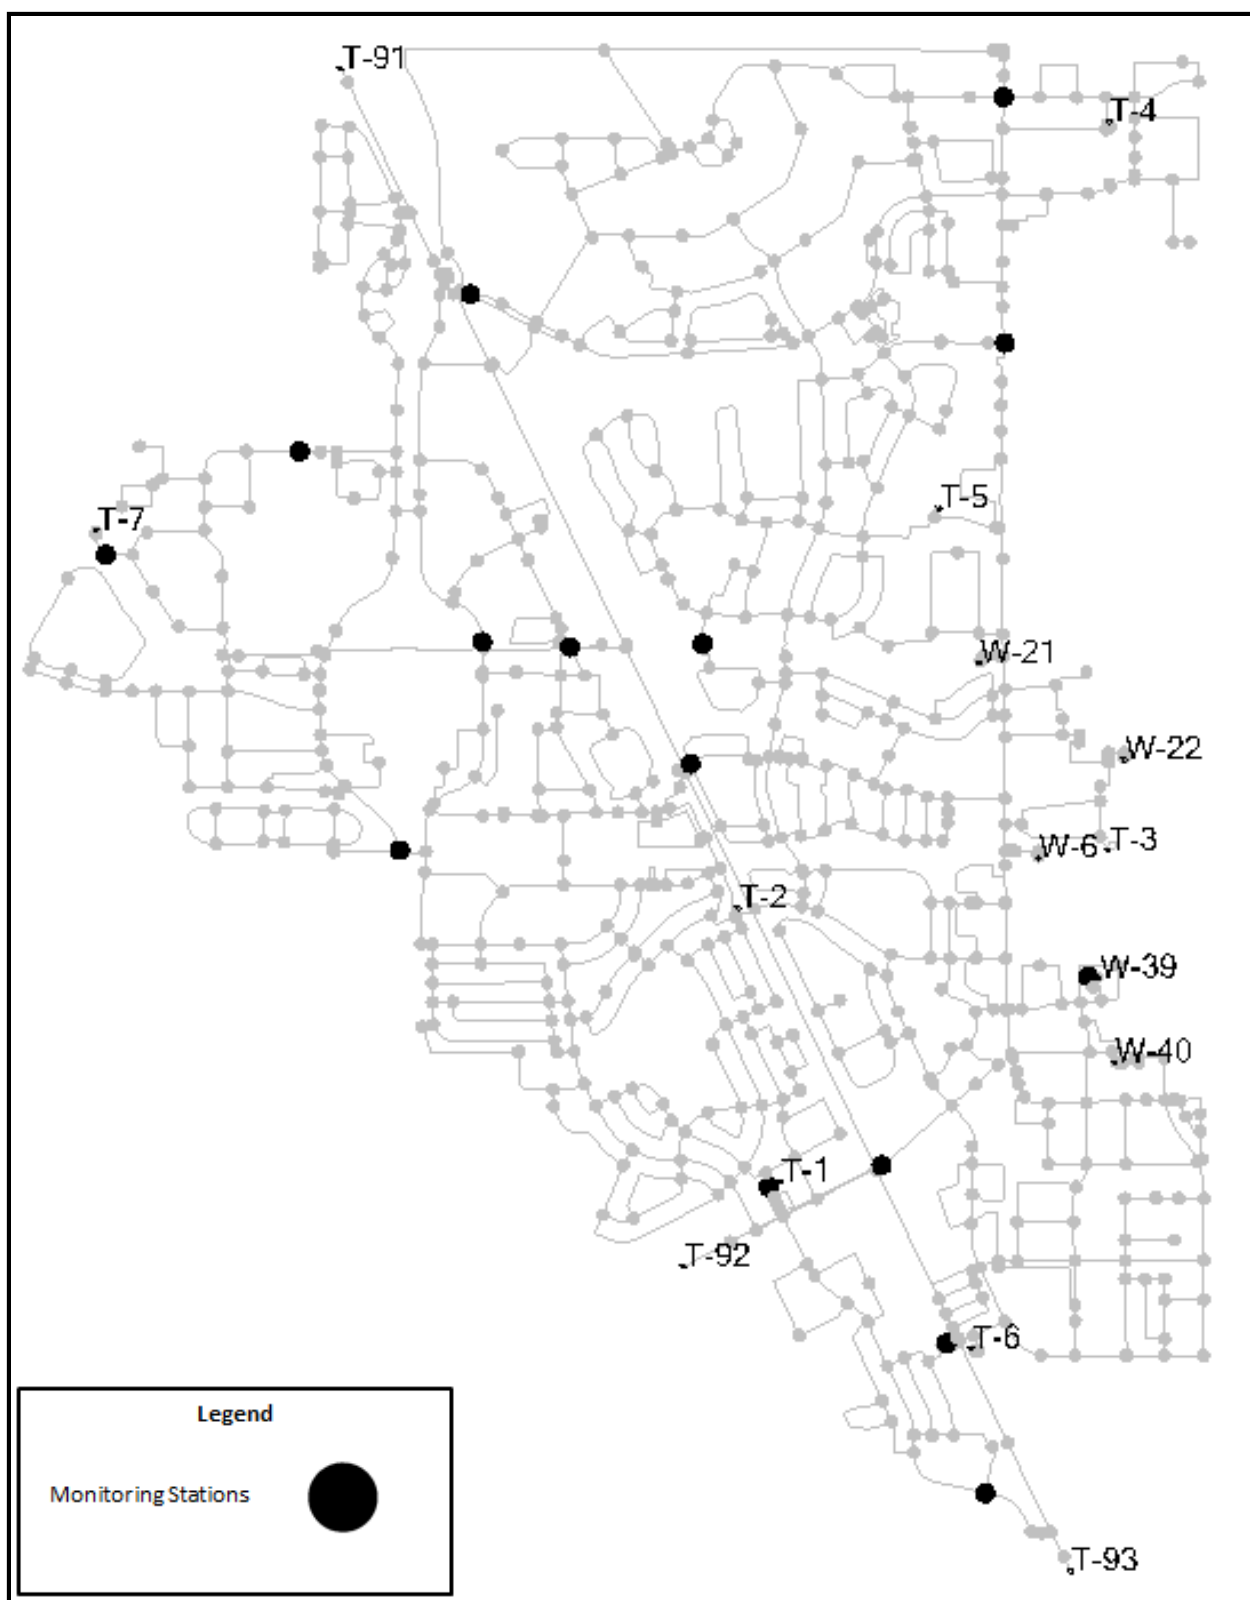 T-91
T-4
T-5
T-7
W-21
W-22
W-6
T-3
T-2
W-39
W-40
T-1
T-92
T-6
Legend
Monitoring Stations
T-93